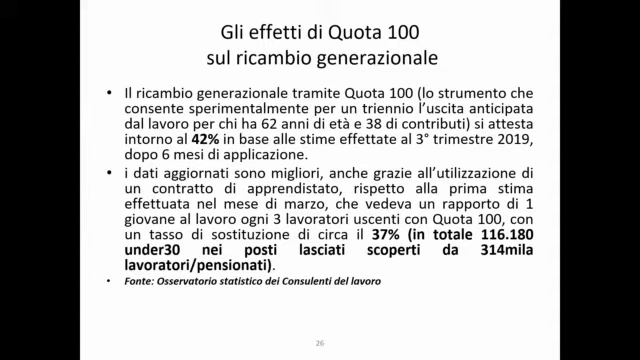 Gli effetti di Quota 100
sul ricambio generazionale
• Il ricambio generazionale tramite Quota 100 (lo strumento che
consente sperimentalmente per un triennio l'uscita anticipata
dal lavoro per chi ha 62 anni di età e 38 di contributi) si attesta
intorno al 42% in base alle stime effettate al 3° trimestre 2019,
dopo 6 mesi di applicazione.
• i dati aggiornati sono migliori, anche grazie all'utilizzazione di
un contratto di apprendistato, rispetto alla prima stima
effettuata nel mese di marzo, che vedeva un rapporto di 1
giovane al lavoro ogni 3 lavoratori uscenti con Quota 100, con
un tasso di sostituzione di circa il 37% (in totale 116.180
under30 nei posti lasciati scoperti da 314mila
lavoratori/pensionati).
• Fonte: Osservatorio statistico dei Consulenti del lavoro
26